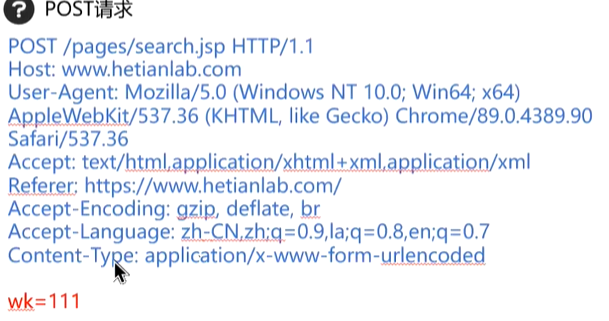 ? POST请求
POST /pages/search.jsp HTTP/1.1
Host: www.hetianlab.com
User-Agent: Mozilla/5.0 (Windows NT 10.0; Win64; x64)
AppleWebKit/537.36 (KHTML, like Gecko) Chrome/89.0.4389.90
Safari/537.36
Accept: text/html,application/xhtml+xml,application/xml
Referer: https://www.hetianlab.com/
Accept-Encoding: gzip, deflate, br
Accept-Language: zh-CN,zh;q=0.9,la;q=0.8,en;q=0.7
Content-Type: application/x-www-form-urlencoded
wk=111